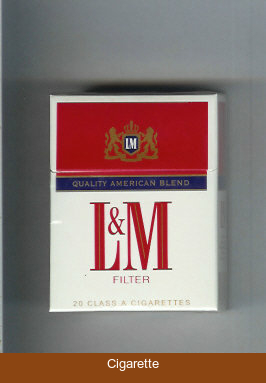 LM
QUALITY AMERICAN BLEND
L&M
FILTER
20 CLASS A CIGARETTES
Cigarette